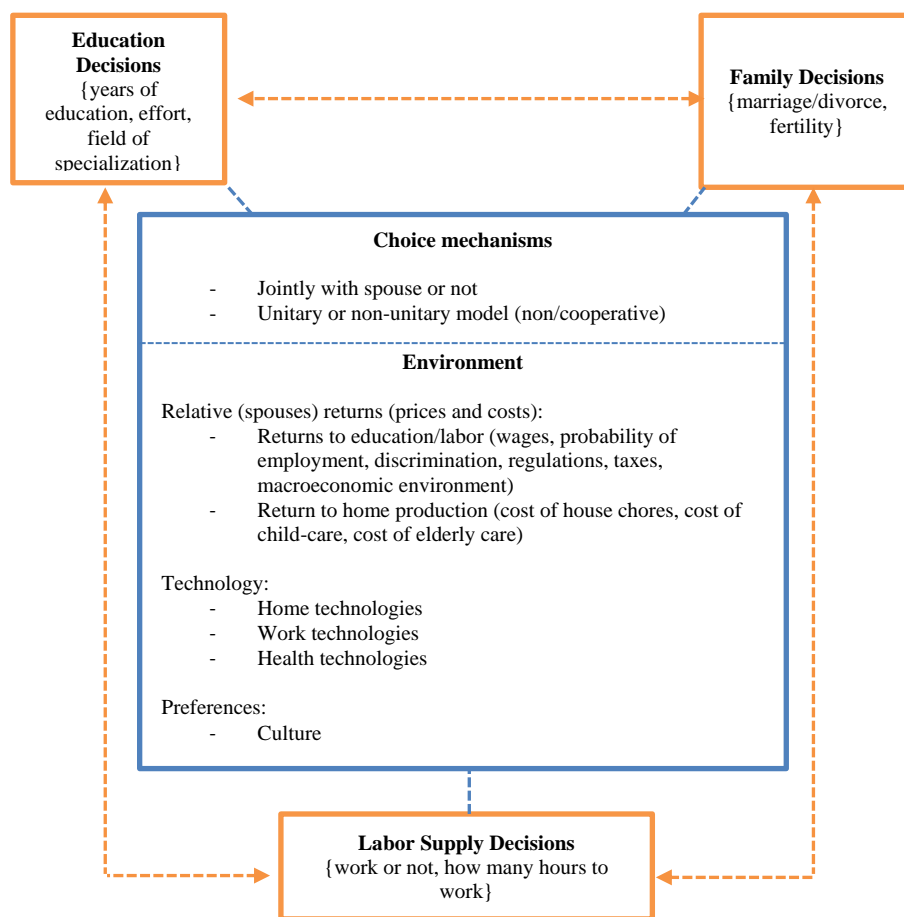 Education
Decisions
{years of
education, effort,
field of
specialization}
Family Decisions
{marriage/divorce,
fertility}
Choice mechanisms
- Jointly with spouse or not
- Unitary or non-unitary model (non/cooperative)
Environment
Relative (spouses) returns (prices and costs):
- Returns to education/labor (wages, probability of
employment, discrimination, regulations, taxes,
macroeconomic environment)
- Return to home production (cost of house chores, cost of
child-care, cost of elderly care)
Technology:
- Home technologies
- Work technologies
- Health technologies
Preferences:
- Culture
Labor Supply Decisions
{work or not, how many hours to
work}